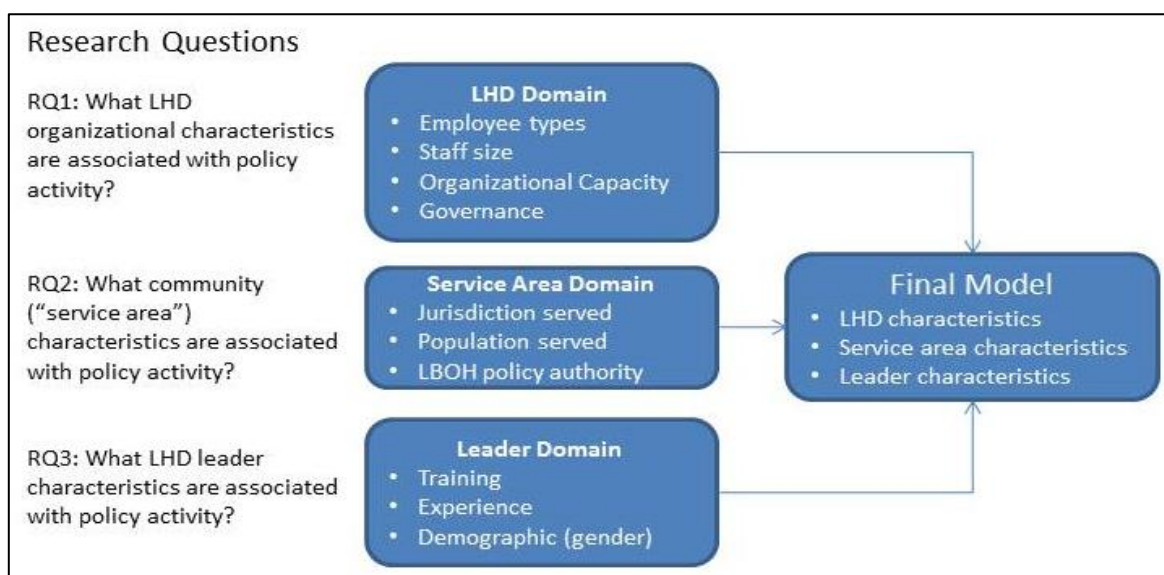 Research Questions
RQ1: What LHD
organizational characteristics
are associated with policy
activity?
LHD Domain
• Employee types
• Staff size
• Organizational Capacity
• Governance
RQ2: What community
(“service area”)
characteristics are associated
with policy activity?
Service Area Domain
• Jurisdiction served
• Population served
• LBOH policy authority
RQ3: What LHD leader
characteristics are associated
with policy activity?
Leader Domain
• Training
• Experience
• Demographic (gender)
Final Model
• LHD characteristics
• Service area characteristics
• Leader characteristics